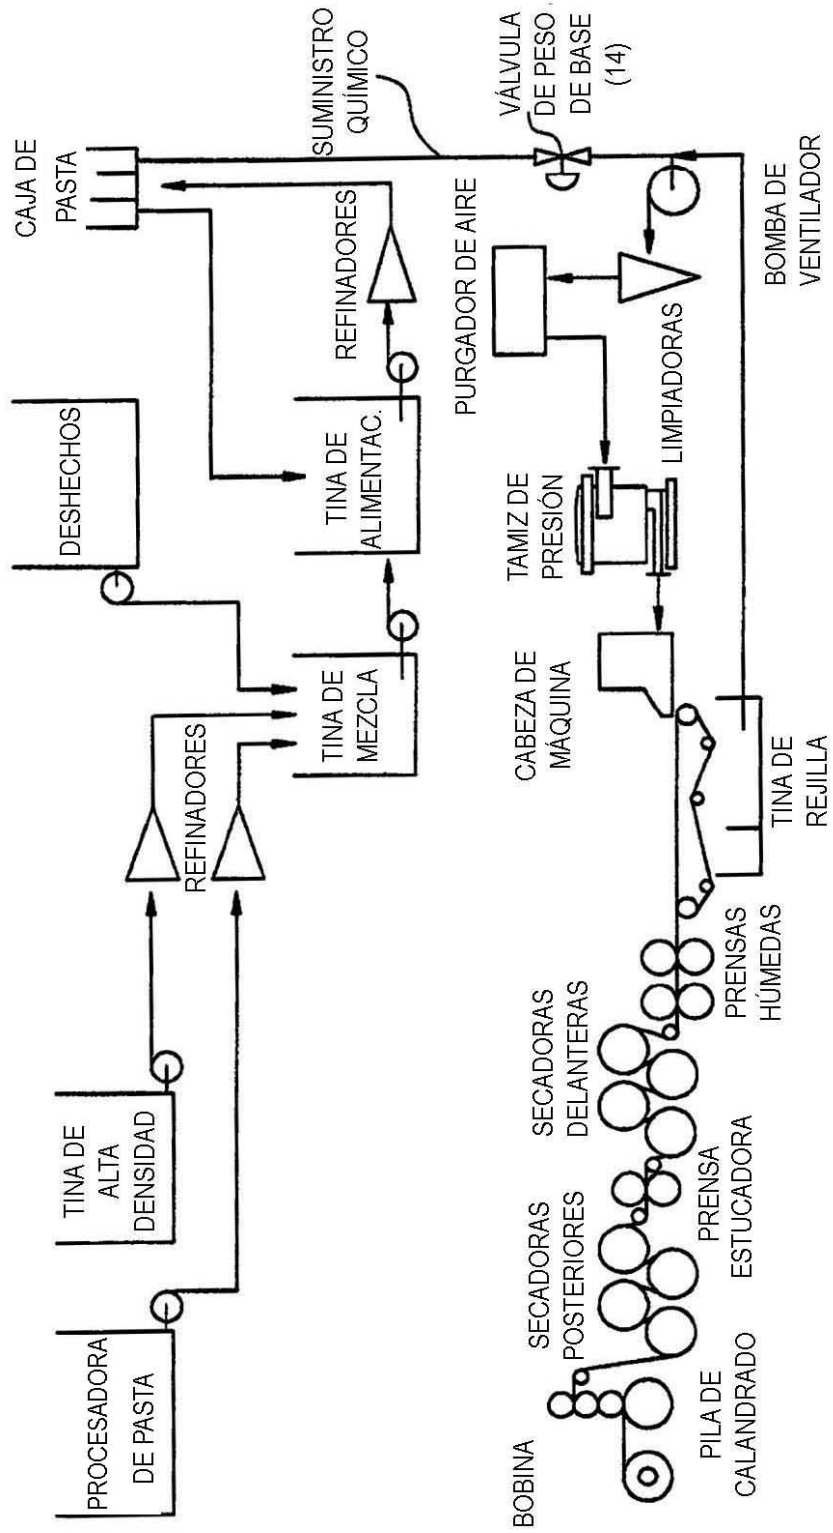 PROCESADORA
DE PASTA
TINA DE
ALTA
DENSIDAD
REFINADORES
DESHECHOS
TINA DE
MEZCLA
TINA DE
ALIMENTAC.
REFINADORES
CAJA DE
PASTA
SUMINISTRO
QUÍMICO
VÁLVULA
DE PESO
DE BASE
(14)
BOMBA DE
VENTILADOR
PURGADOR DE AIRE
LIMPIADORAS
TAMIZ DE
PRESIÓN
CABEZA DE
MÁQUINA
TINA DE
REJILLA
PRENSAS
HÚMEDAS
SECADORAS
DELANTERAS
PRENSA
ESTUCADORA
SECADORAS
POSTERIORES
PILA DE
CALANDRADO
BOBINA